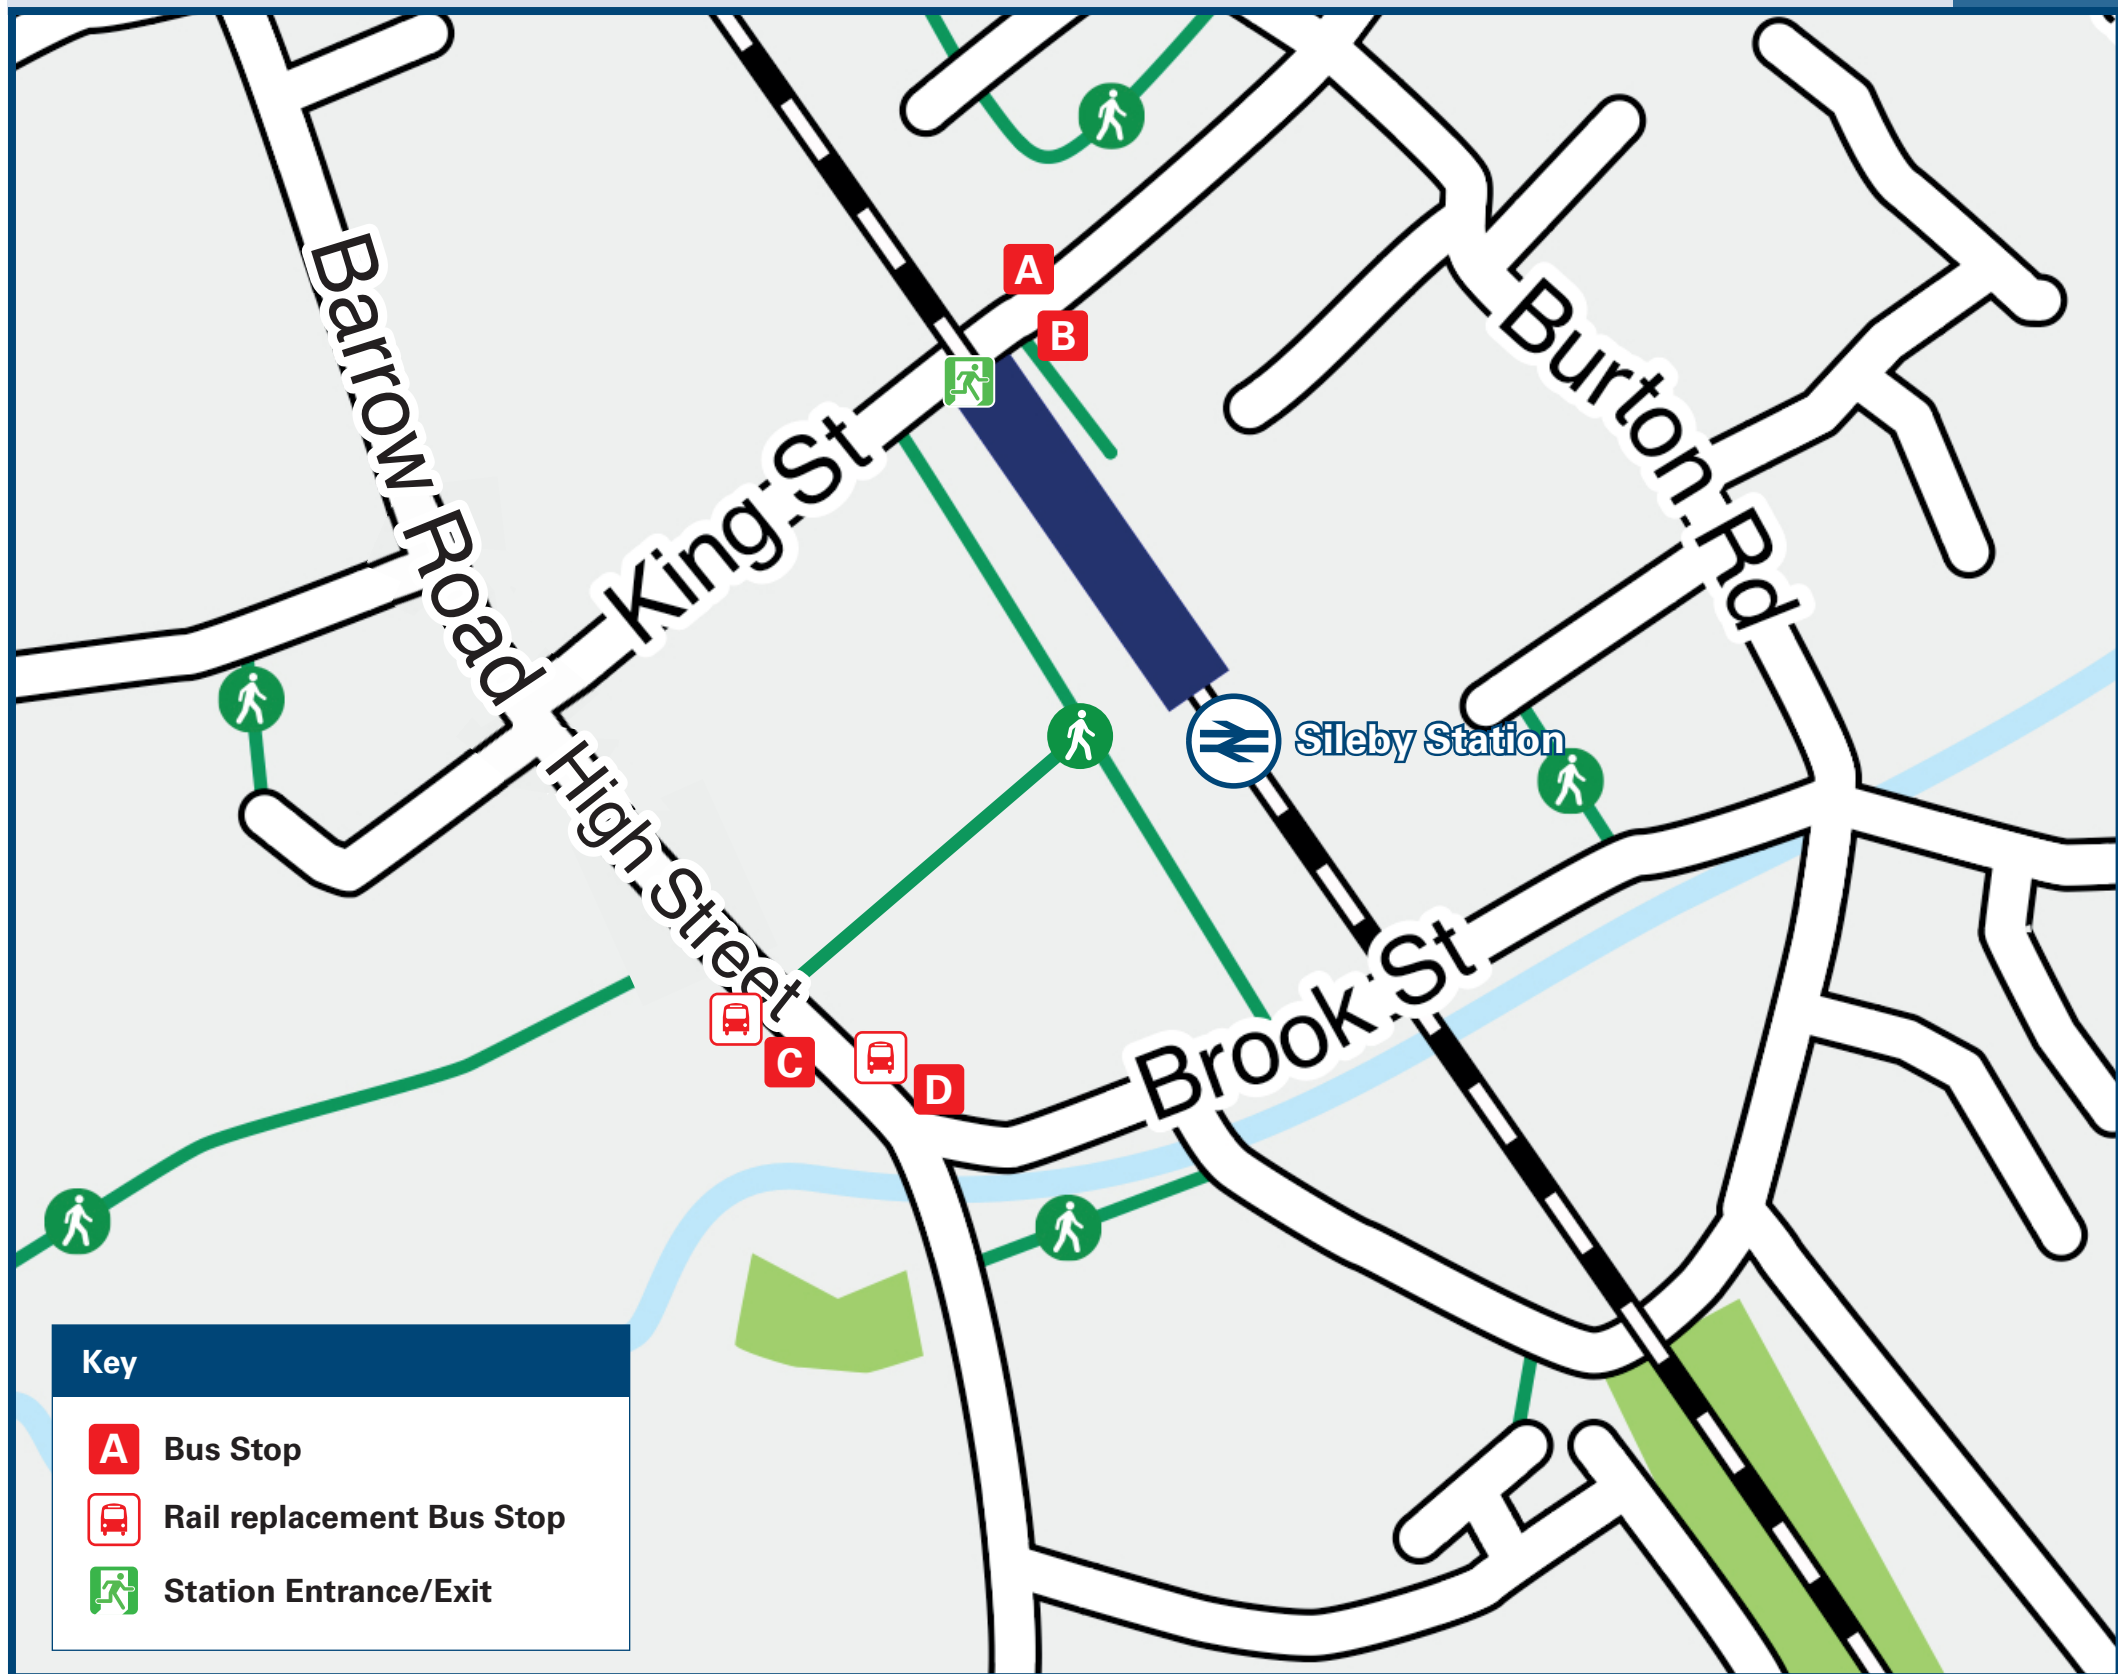 A
B
Barrow Road
Burton Rd
King St
Sileby Station
High Street
Brook St
C
D
Key
A Bus Stop
Rail replacement Bus Stop
Station Entrance/Exit